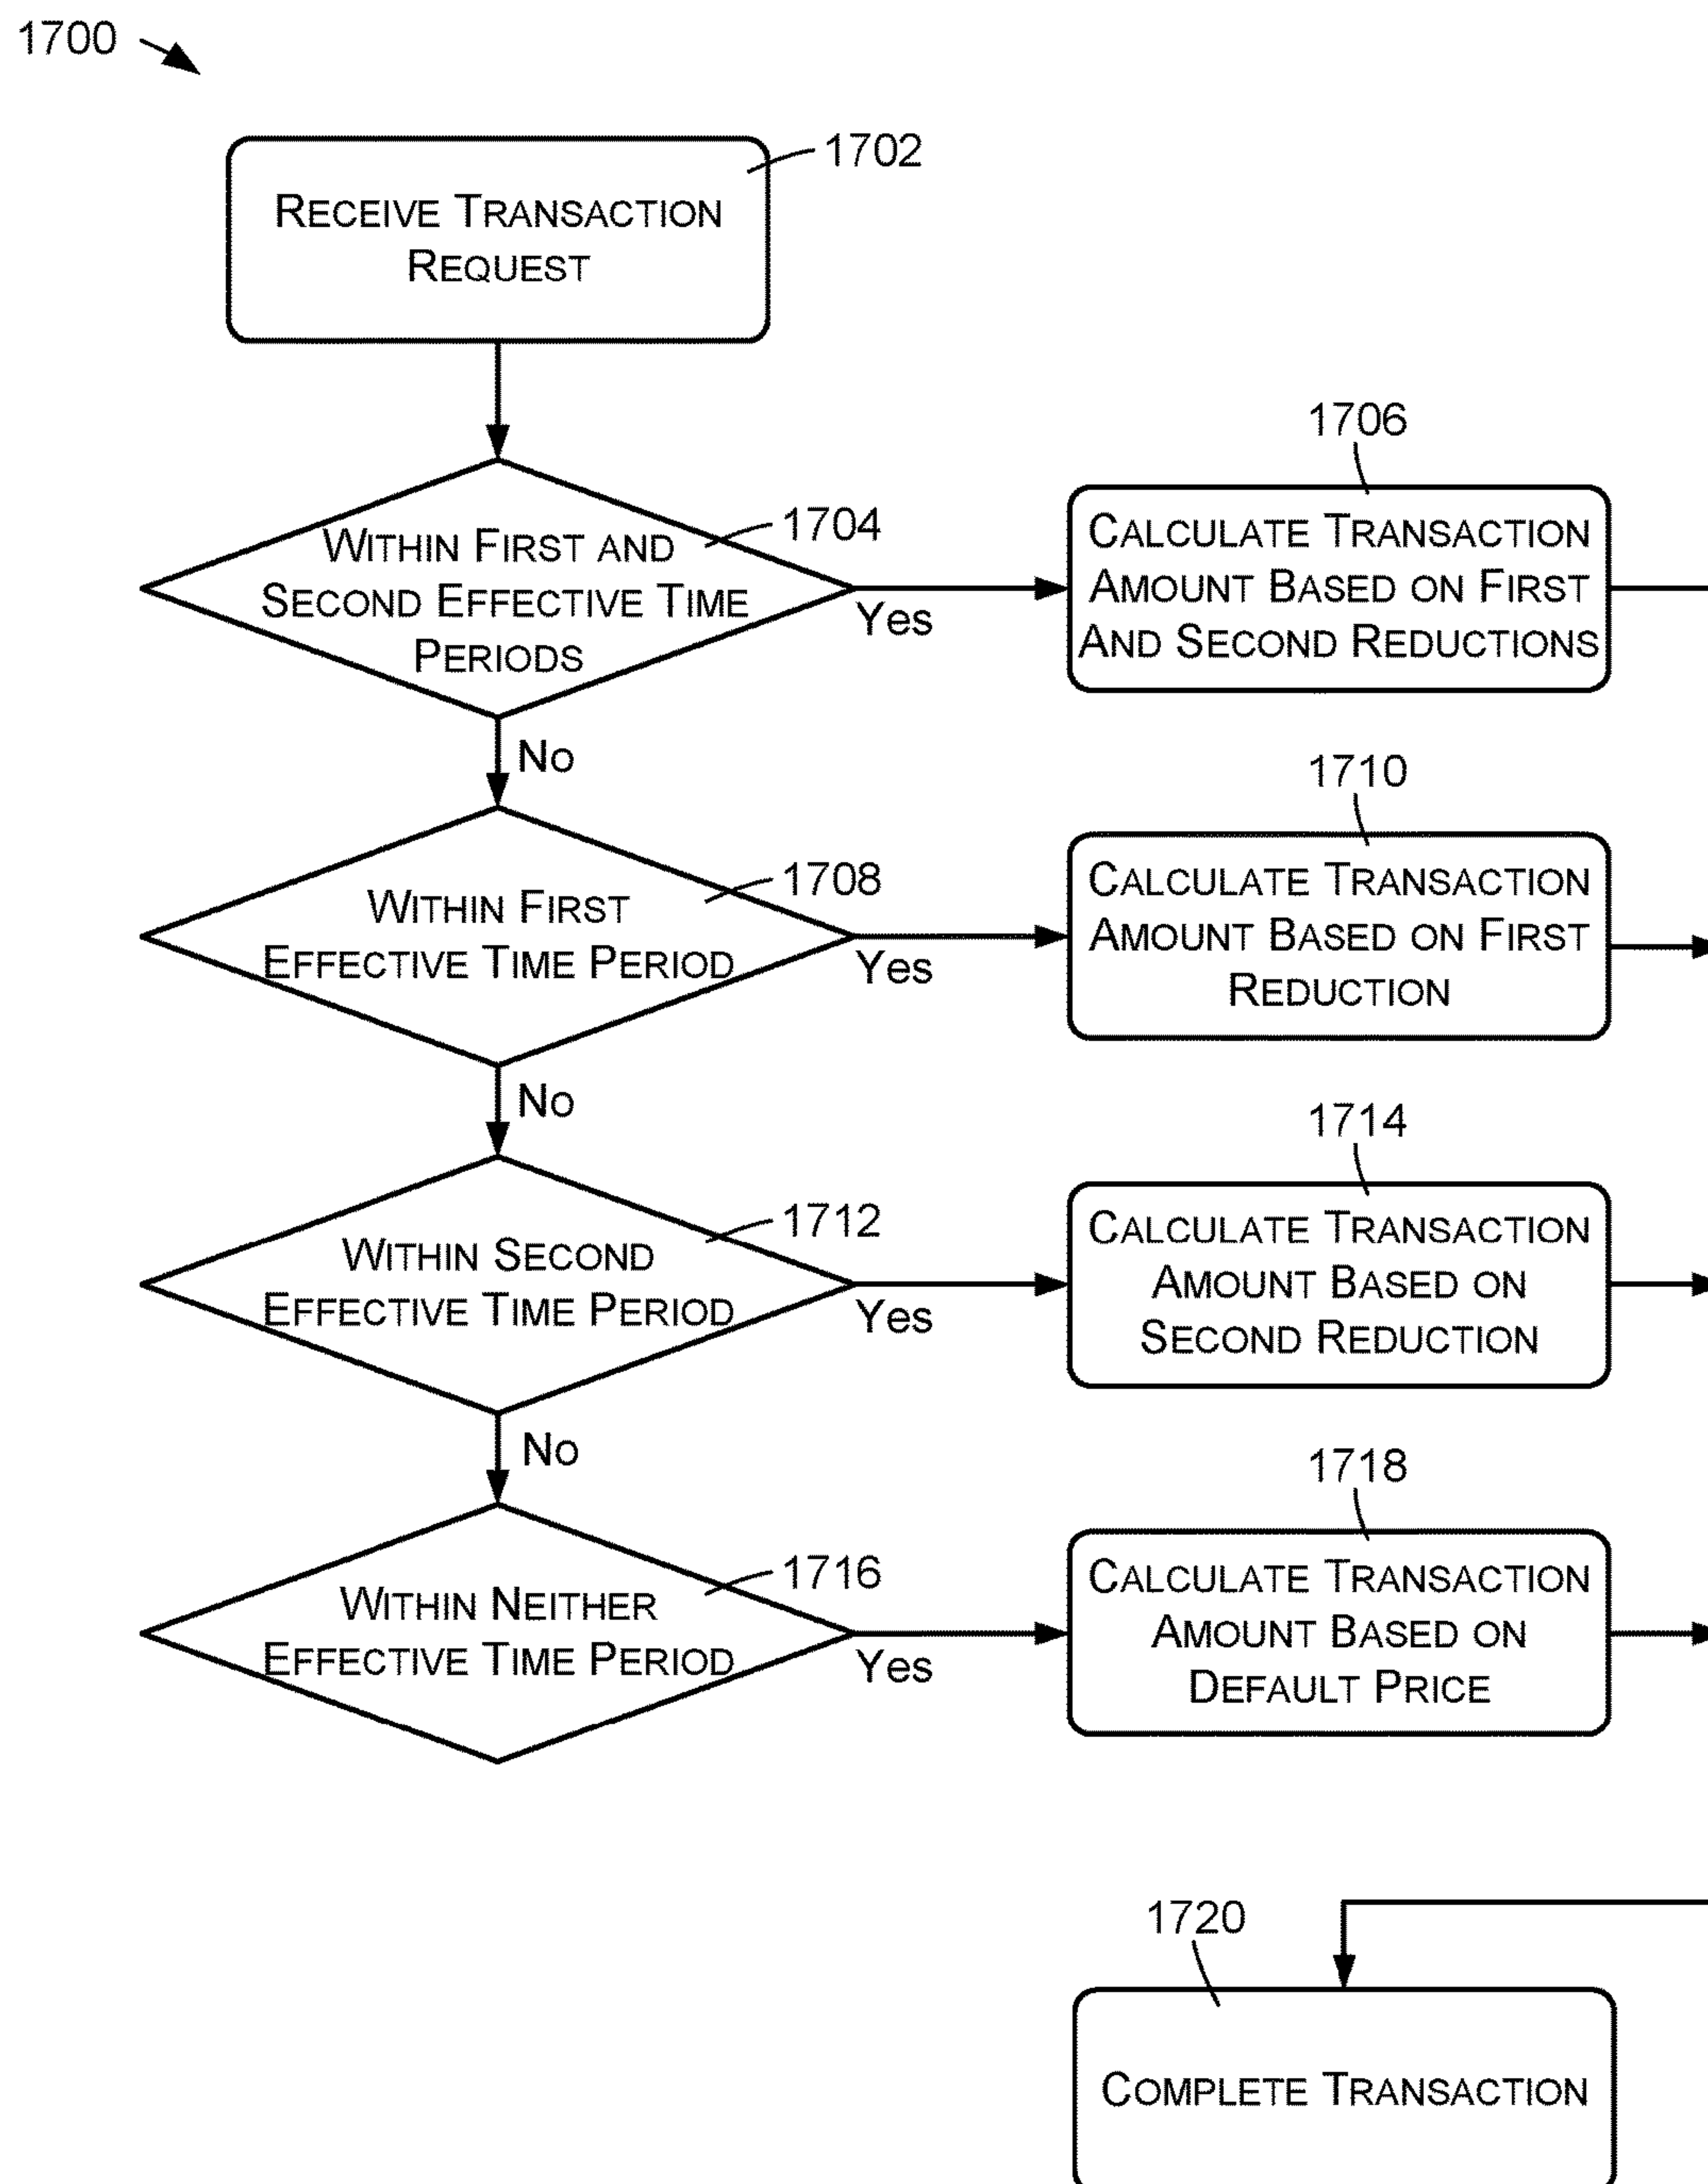 1700
1702
RECEIVE TRANSACTION
REQUEST
1704
WITHIN FIRST AND
SECOND EFFECTIVE TIME
PERIODS
Yes
No
1706
CALCULATE TRANSACTION
AMOUNT BASED ON FIRST
AND SECOND REDUCTIONS
1708
WITHIN FIRST
EFFECTIVE TIME PERIOD
Yes
No
1710
CALCULATE TRANSACTION
AMOUNT BASED ON FIRST
REDUCTION
1712
WITHIN SECOND
EFFECTIVE TIME PERIOD
Yes
No
1714
CALCULATE TRANSACTION
AMOUNT BASED ON
SECOND REDUCTION
1716
WITHIN NEITHER
EFFECTIVE TIME PERIOD
Yes
1718
CALCULATE TRANSACTION
AMOUNT BASED ON
DEFAULT PRICE
1720
COMPLETE TRANSACTION